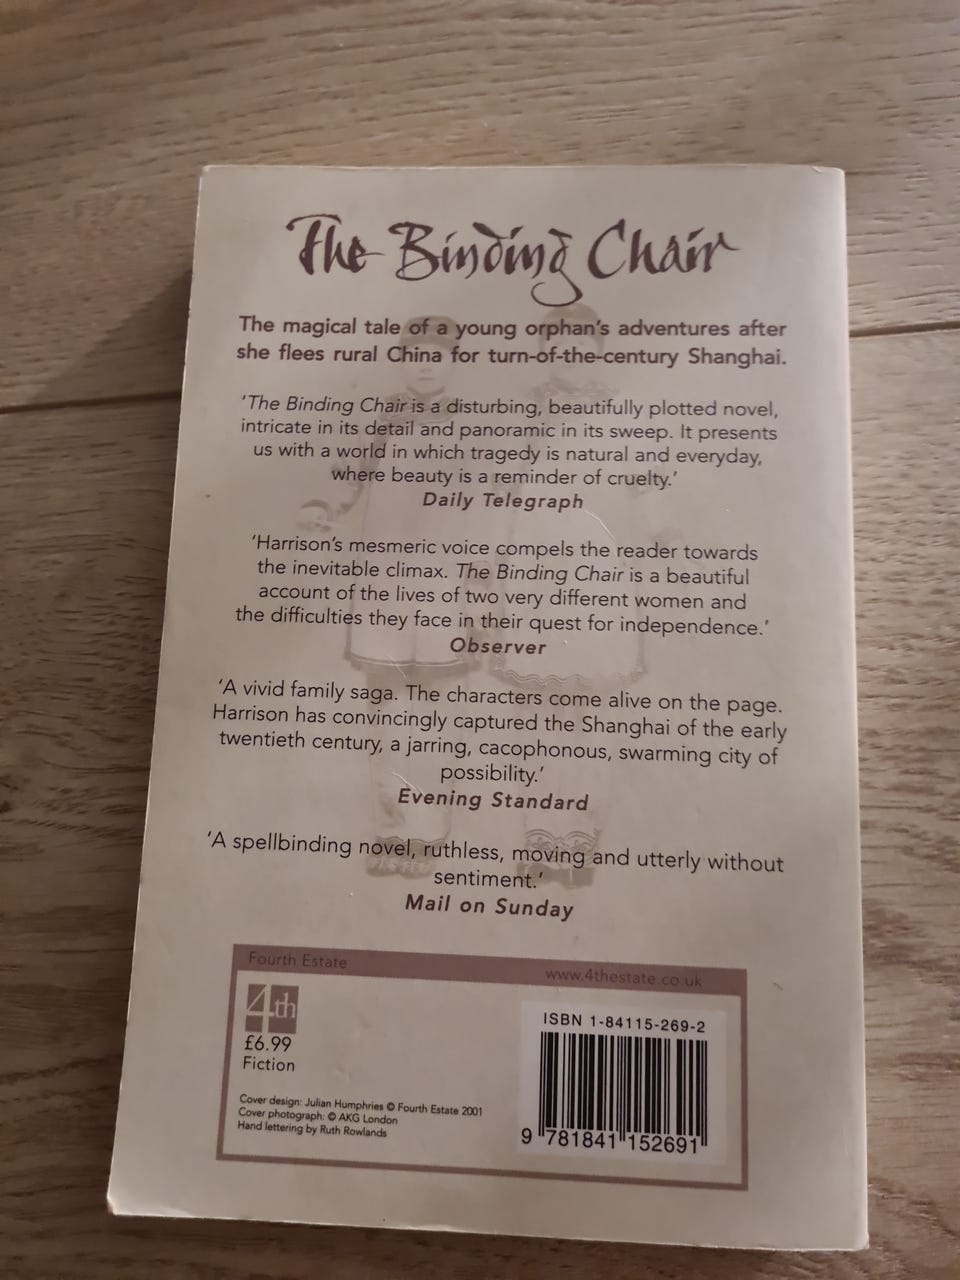 The Binding Chair
The magical tale of a young orphan's adventures after
she flees rural China for turn-of-the-century Shanghai.
'The Binding Chair is a disturbing, beautifully plotted novel,
intricate in its detail and panoramic in its sweep. It presents
us with a world in which tragedy is natural and everyday,
where beauty is a reminder of cruelty.'
Daily Telegraph
'Harrison's mesmeric voice compels the reader towards
the inevitable climax. The Binding Chair is a beautiful
account of the lives of two very different women and
the difficulties they face in their quest for independence.'
Observer
'A vivid family saga. The characters come alive on the page.
Harrison has convincingly captured the Shanghai of the early
twentieth century, a jarring, cacophonous, swarming city of
possibility.'
Evening Standard
'A spellbinding novel, ruthless, moving and utterly without
sentiment.'
Mail on Sunday
Fourth Estate
www.4thestate.co.uk
4th
£6.99
Fiction
Cover design: Julian Humphries © Fourth Estate 2001
Cover photograph: © AKG London
Hand lettering by Ruth Rowlands
ISBN 1-84115-269-2
9 781841 152691